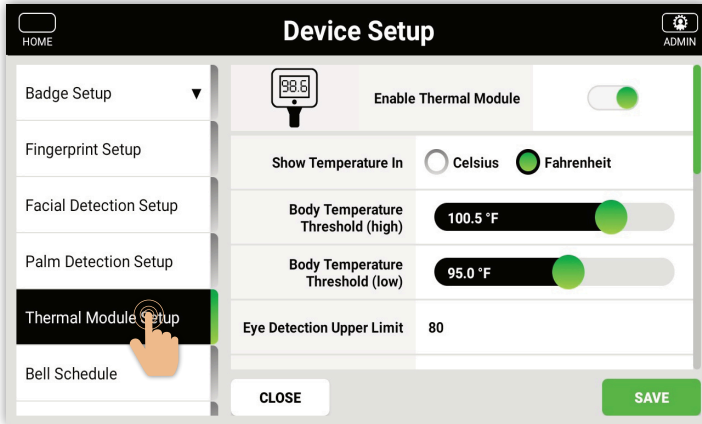 HOME
Device Setup
ADMIN
Badge Setup
Fingerprint Setup
Facial Detection Setup
Palm Detection Setup
Thermal Module Setup
Bell Schedule
98.6
Enable Thermal Module
Show Temperature In
Celsius
Fahrenheit
Body Temperature
Threshold (high)
100.5 °F
Body Temperature
Threshold (low)
95.0 °F
Eye Detection Upper Limit
80
CLOSE
SAVE